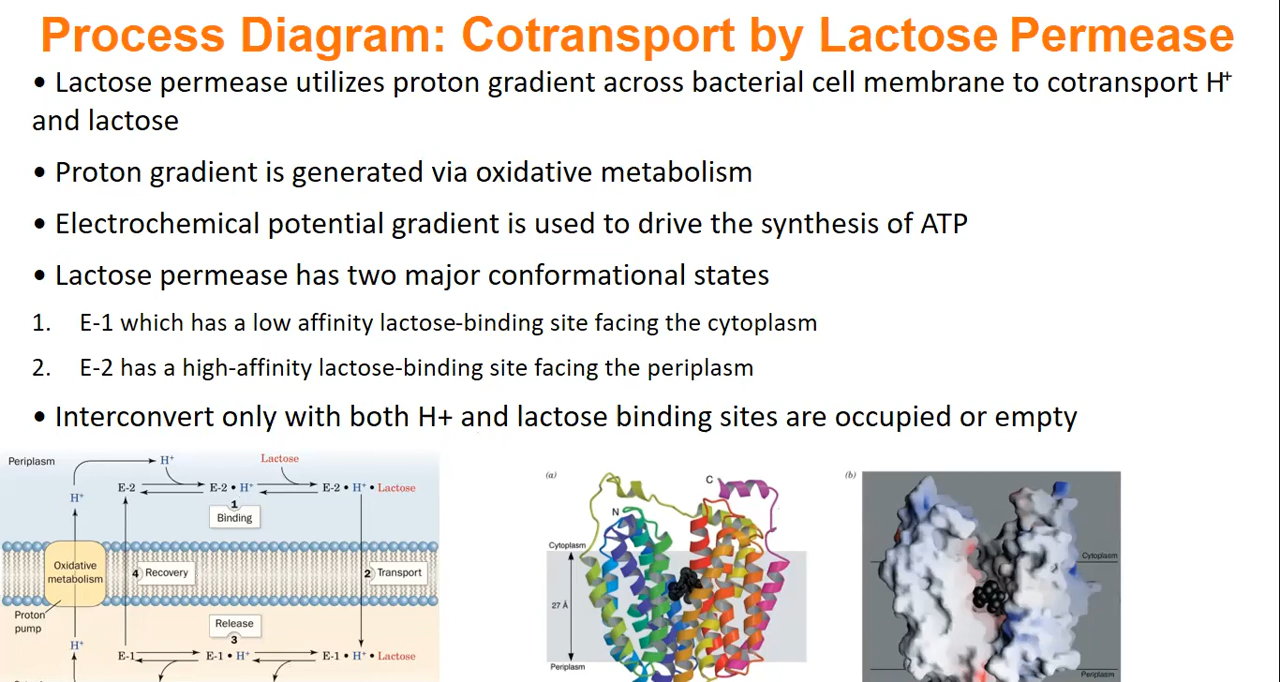 Process Diagram: Cotransport by Lactose Permease
• Lactose permease utilizes proton gradient across bacterial cell membrane to cotransport H⁺
and lactose
• Proton gradient is generated via oxidative metabolism
• Electrochemical potential gradient is used to drive the synthesis of ATP
• Lactose permease has two major conformational states
1. E-1 which has a low affinity lactose-binding site facing the cytoplasm
2. E-2 has a high-affinity lactose-binding site facing the periplasm
• Interconvert only with both H+ and lactose binding sites are occupied or empty
Periplasm
H⁺
Lactose
H⁺
E-2
E-2 • H⁺
E-2 • H⁺ • Lactose
1
Binding
Oxidative
metabolism
4 Recovery
2 Transport
Proton
pump
Release
3
H⁺
E-1
E-1 • H⁺
E-1 • H⁺ • Lactose
(a)
C
N
Cytoplasm
27 Å
Periplasm
(b)
Cytoplasm
Periplasm